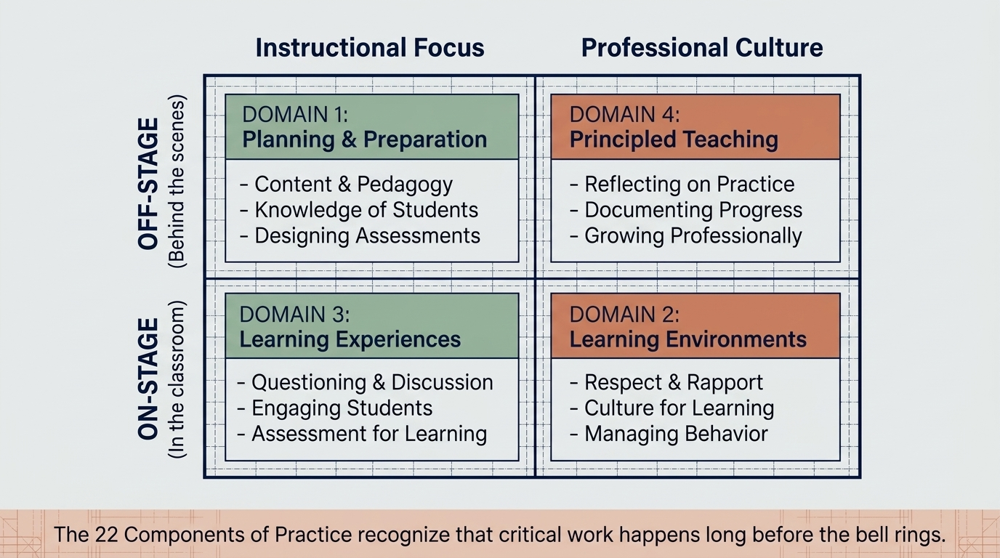 Instructional Focus
Professional Culture
OFF-STAGE
(Behind the scenes)
DOMAIN 1:
Planning & Preparation
- Content & Pedagogy
- Knowledge of Students
- Designing Assessments
DOMAIN 4:
Principled Teaching
- Reflecting on Practice
- Documenting Progress
- Growing Professionally
ON-STAGE
(In the classroom)
DOMAIN 3:
Learning Experiences
- Questioning & Discussion
- Engaging Students
- Assessment for Learning
DOMAIN 2:
Learning Environments
- Respect & Rapport
- Culture for Learning
- Managing Behavior
The 22 Components of Practice recognize that critical work happens long before the bell rings.